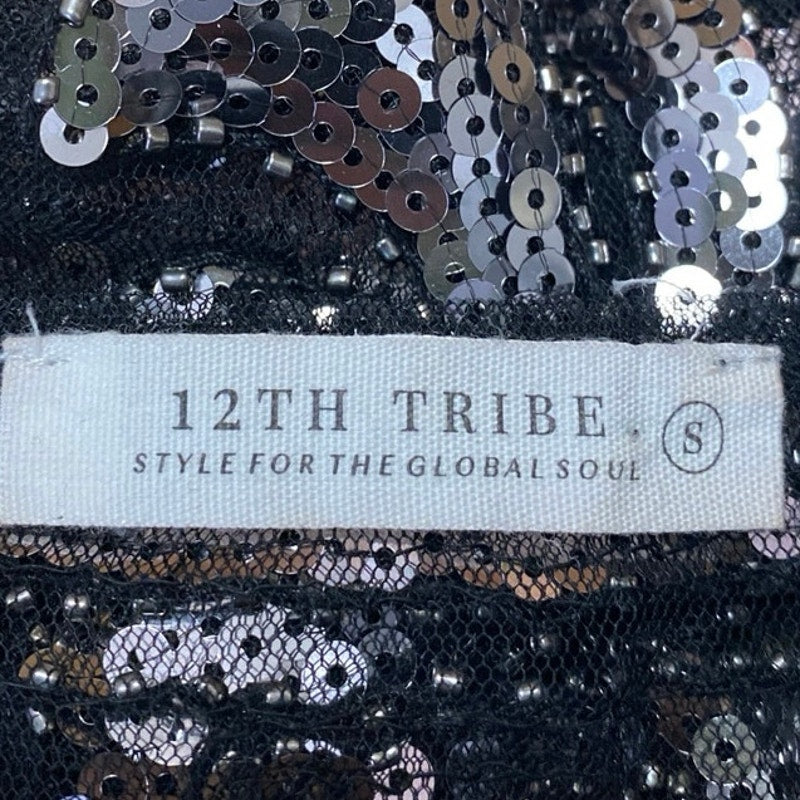 12TH TRIBE. S
STYLE FOR THE GLOBAL SOUL